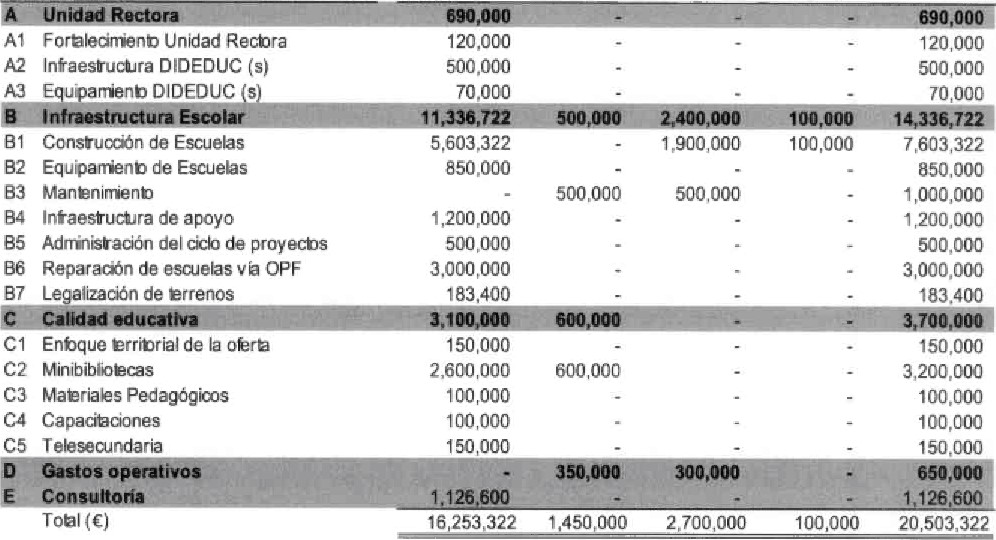 A Unidad Rectora 690,000 - - - 690,000
A1 Fortalecimiento Unidad Rectora 120,000 - - - 120,000
A2 Infraestructura DIDEDUC (s) 500,000 - - - 500,000
A3 Equipamiento DIDEDUC (s) 70,000 - - - 70,000
B Infraestructura Escolar 11,336,722 500,000 2,400,000 100,000 14,336,722
B1 Construcción de Escuelas 5,603,322 - 1,900,000 100,000 7,603,322
B2 Equipamiento de Escuelas 850,000 - - - 850,000
B3 Mantenimiento - 500,000 500,000 - 1,000,000
B4 Infraestructura de apoyo 1,200,000 - - - 1,200,000
B5 Administración del ciclo de proyectos 500,000 - - - 500,000
B6 Reparación de escuelas vía OPF 3,000,000 - - - 3,000,000
B7 Legalización de terrenos 183,400 - - - 183,400
C Calidad educativa 3,100,000 600,000 - - 3,700,000
C1 Enfoque territorial de la oferta 150,000 - - 150,000
C2 Minibibliotecas 2,600,000 600,000 - - 3,200,000
C3 Materiales Pedagógicos 100,000 - - 100,000
C4 Capacitaciones 100,000 - - 100,000
C5 Telesecundaria 150,000 - - 150,000
D Gastos operativos - 350,000 300,000 650,000
E Consultoría 1,126,600 - - - 1,126,600
Total (€) 16,253,322 1,450,000 2,700,000 100,000 20,503,322